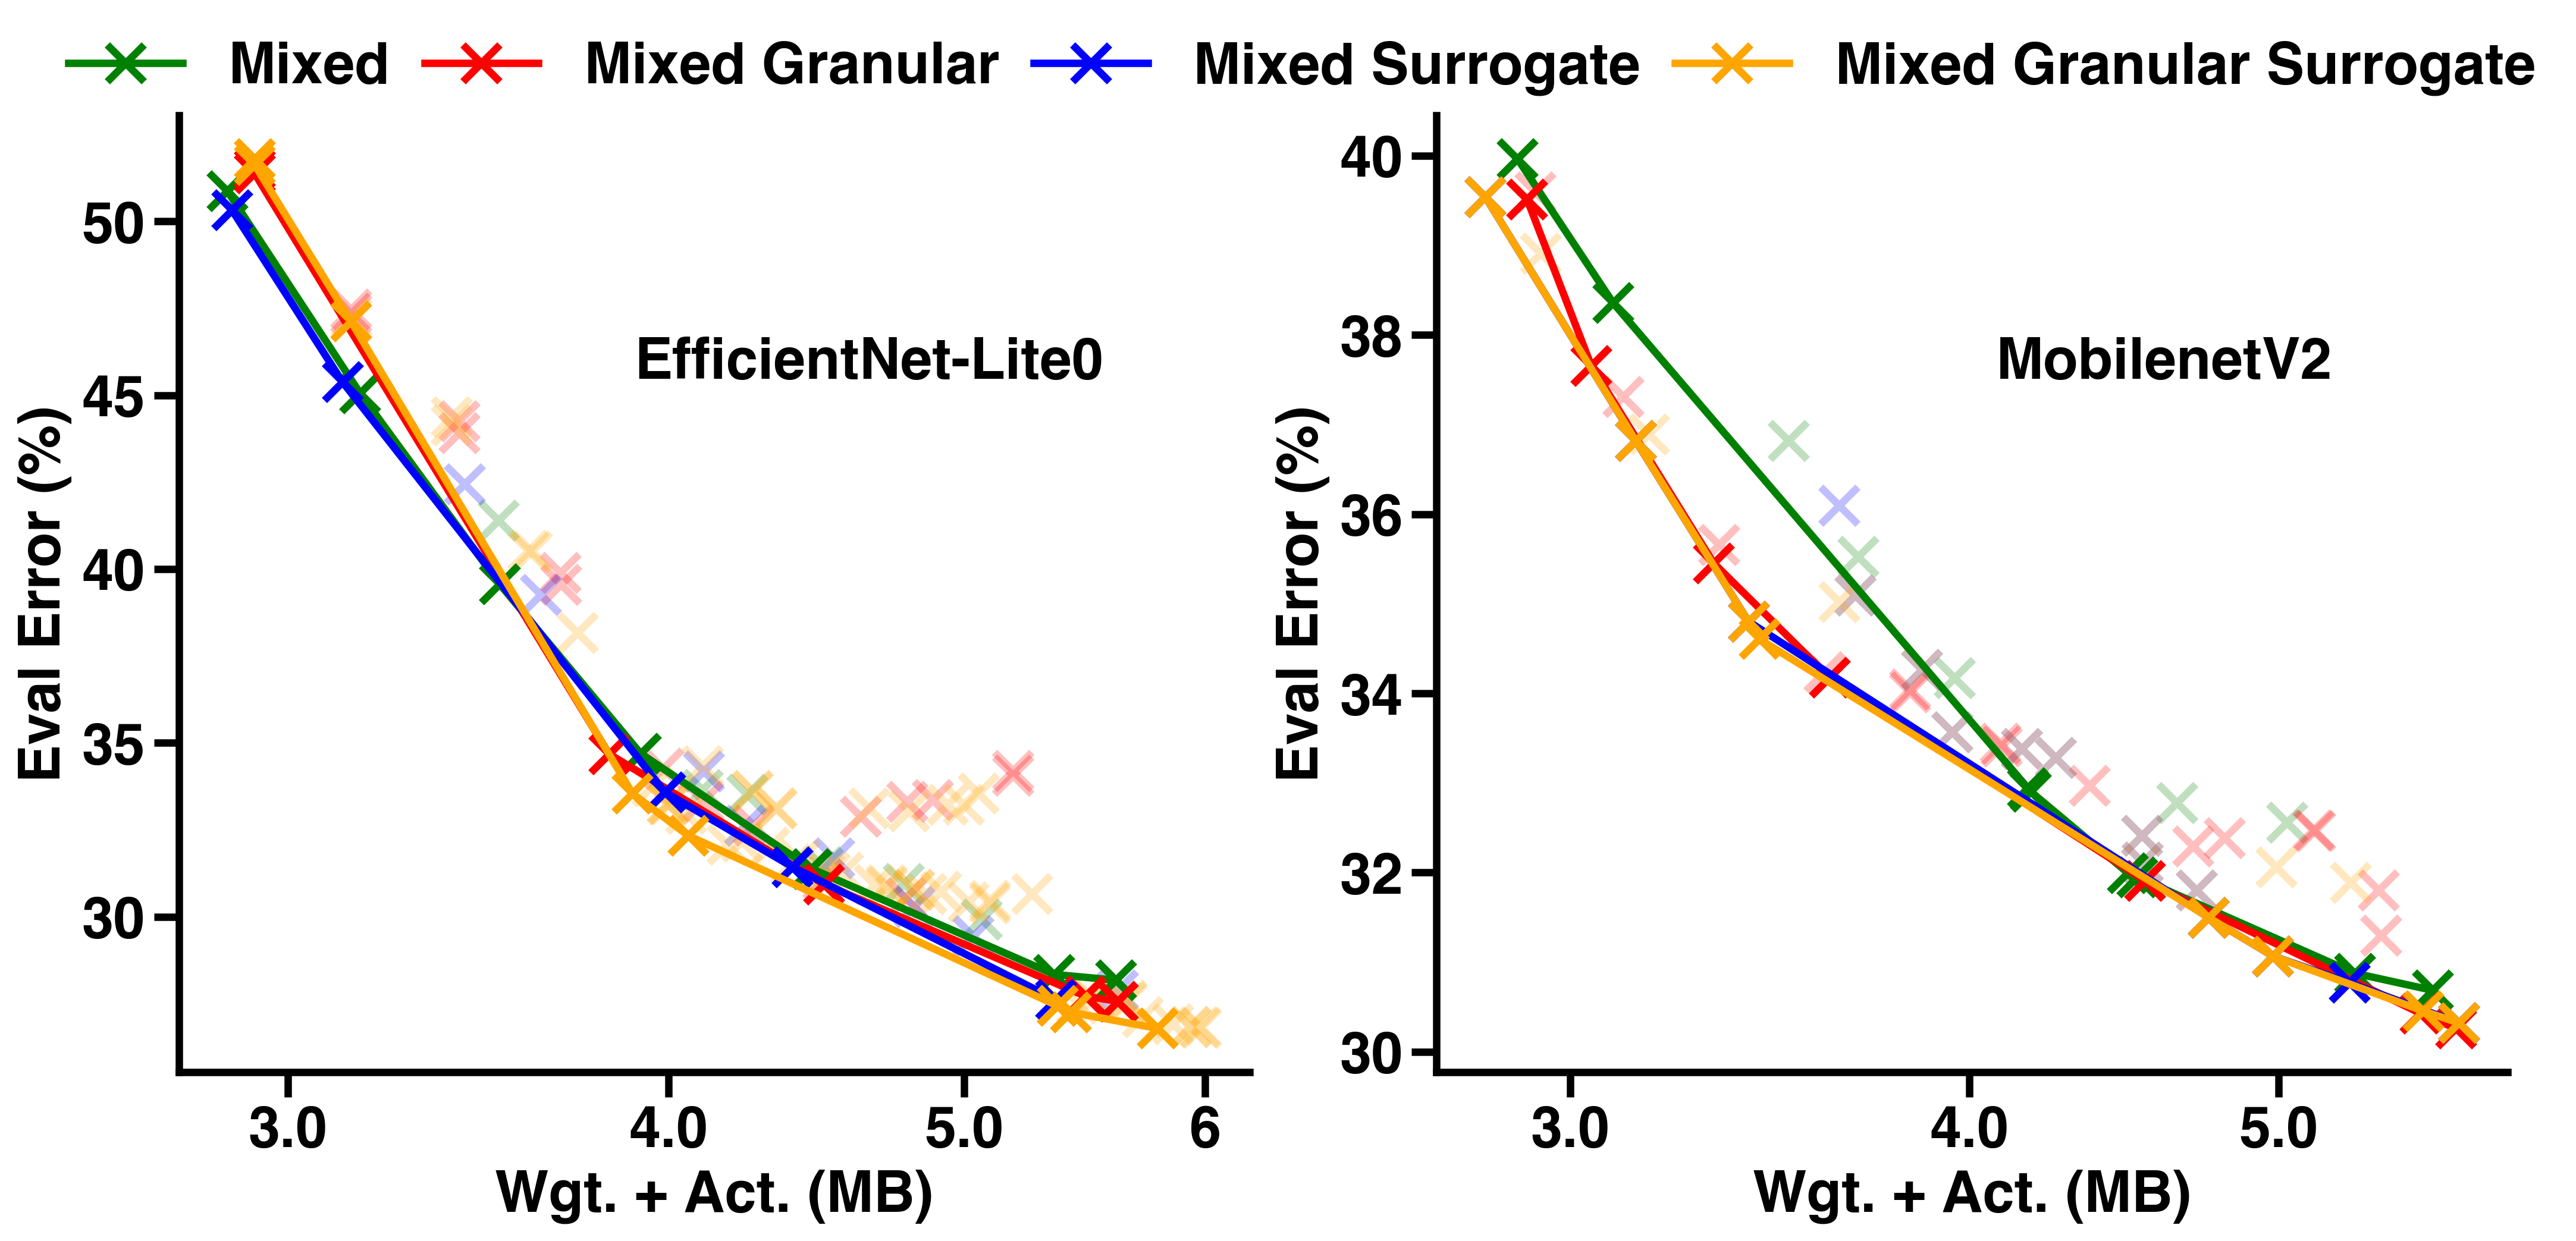 Mixed
Mixed Granular
Mixed Surrogate
Mixed Granular Surrogate
EfficientNet-Lite0
Eval Error (%)
50
45
40
35
30
3.0
4.0
5.0
6
Wgt. + Act. (MB)
MobilenetV2
Eval Error (%)
40
38
36
34
32
30
3.0
4.0
5.0
Wgt. + Act. (MB)